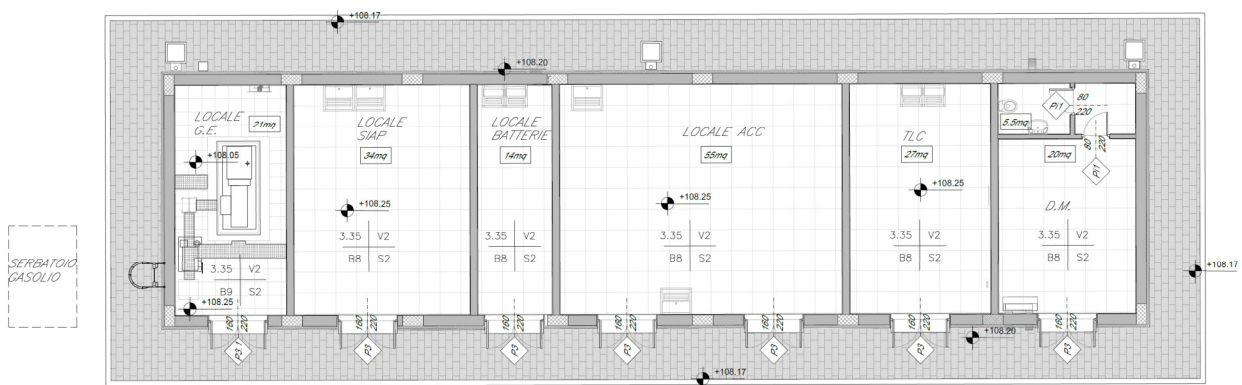 +108.17
+108.20
LOCALE
G.E.
21mq
+108.05
3.35 V2
B9 S2
+108.25
LOCALE
SIAP
34mq
+108.25
3.35 V2
B8 S2
LOCALE
BATTERIE
14mq
3.35 V2
B8 S2
LOCALE ACC
55mq
+108.25
3.35 V2
B8 S2
TLC
27mq
+108.25
3.35 V2
B8 S2
5.5mq
Pi1
80
220
20mq
80
220
Pi1
D.M.
3.35 V2
B8 S2
SERBATOIO
GASOLIO
+108.17
160
220
P3
160
220
P3
160
220
P3
160
220
P3
160
220
P3
160
220
P3
+108.20
160
220
P3
+108.17